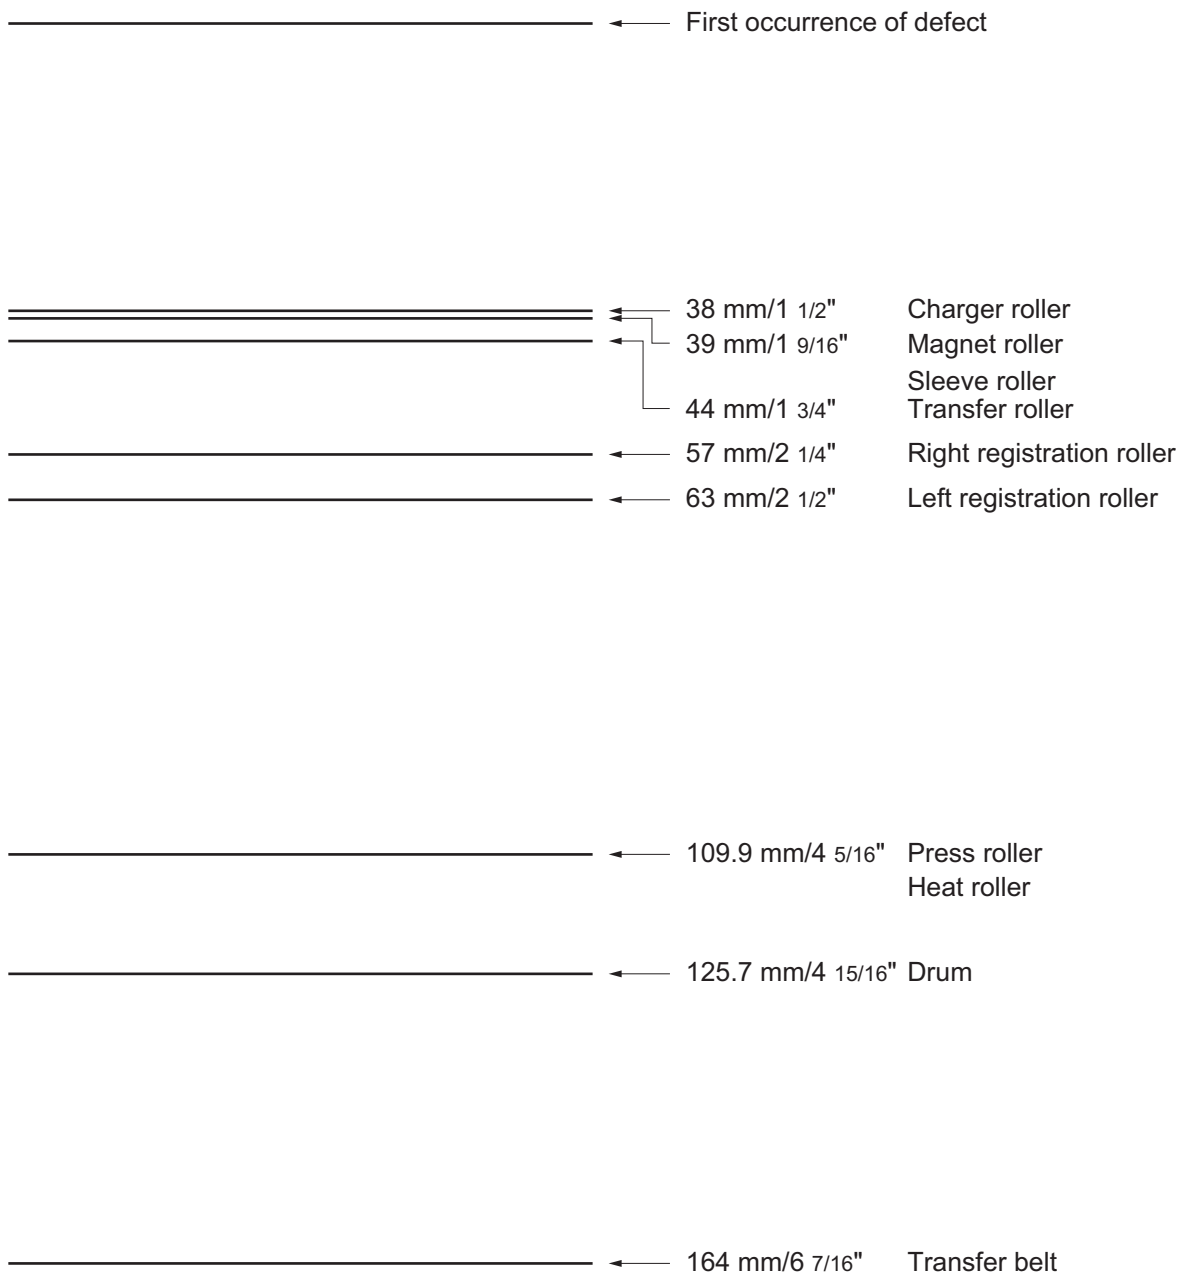 First occurrence of defect
38 mm/1 1/2" Charger roller
39 mm/1 9/16" Magnet roller
Sleeve roller
44 mm/1 3/4" Transfer roller
57 mm/2 1/4" Right registration roller
63 mm/2 1/2" Left registration roller
109.9 mm/4 5/16" Press roller
Heat roller
125.7 mm/4 15/16" Drum
164 mm/6 7/16" Transfer belt